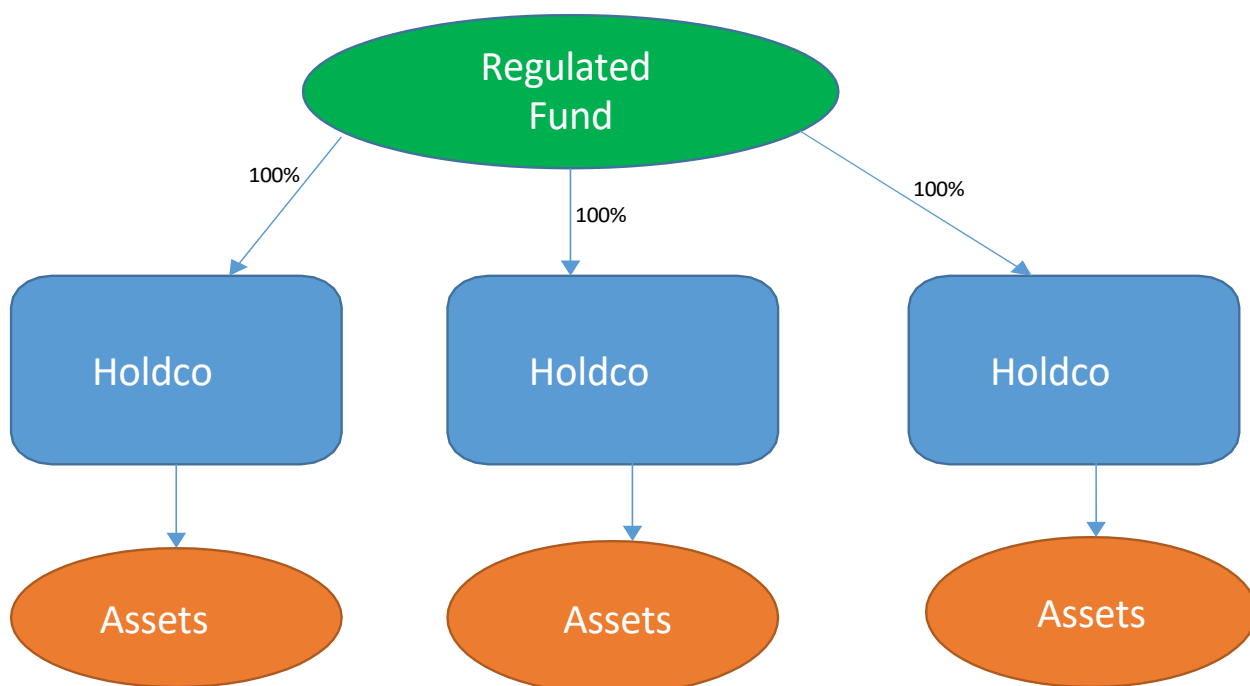 Regulated
Fund
100%
100%
100%
Holdco
Holdco
Holdco
Assets
Assets
Assets